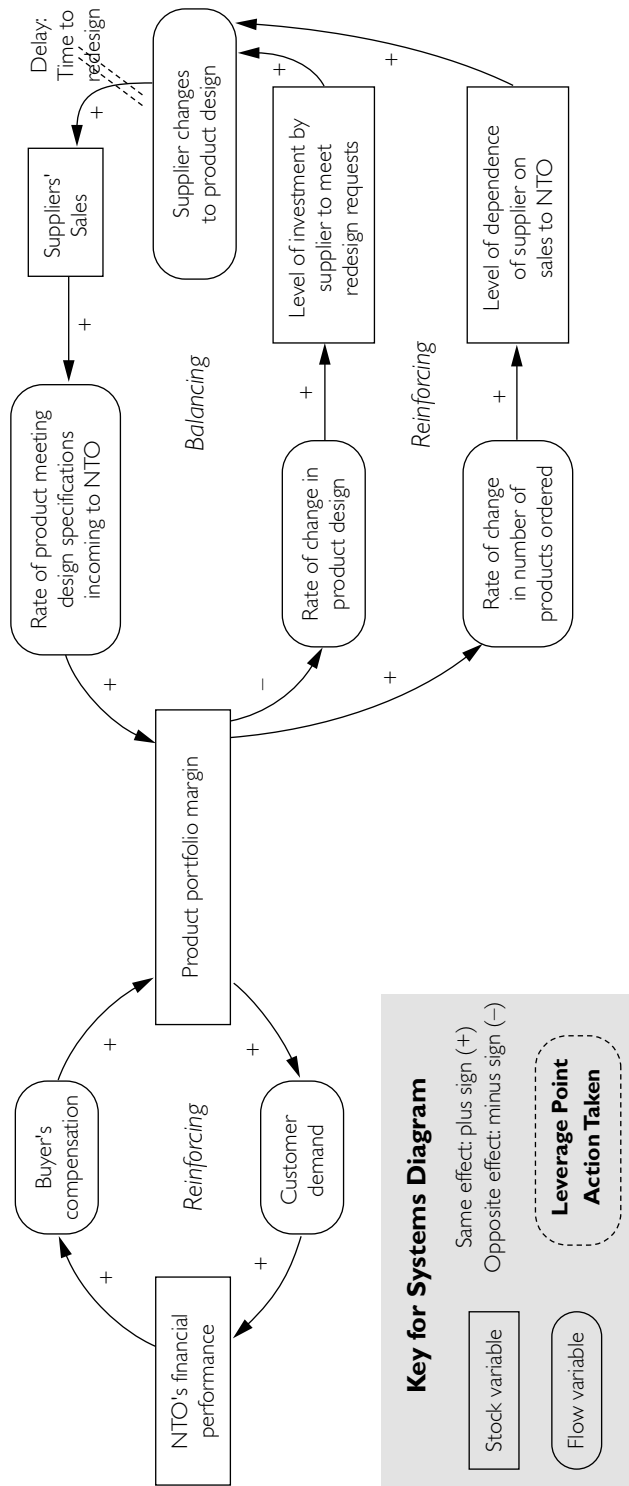 Delay:
Time to
redesign
+
Suppliers'
Sales
+
Rate of product meeting
design specifications
incoming to NTO
+
Supplier changes
to product design
Balancing
+
Level of investment by
supplier to meet
redesign requests
+
Rate of change in
product design
–
+
Level of dependence
of supplier on
sales to NTO
Reinforcing
+
Rate of change
in number of
products ordered
+
Product portfolio margin
+
Buyer's
compensation
+
Reinforcing
+
Customer
demand
+
NTO's financial
performance
Key for Systems Diagram
Stock variable
Same effect: plus sign (+)
Opposite effect: minus sign (–)
Flow variable
Leverage Point
Action Taken